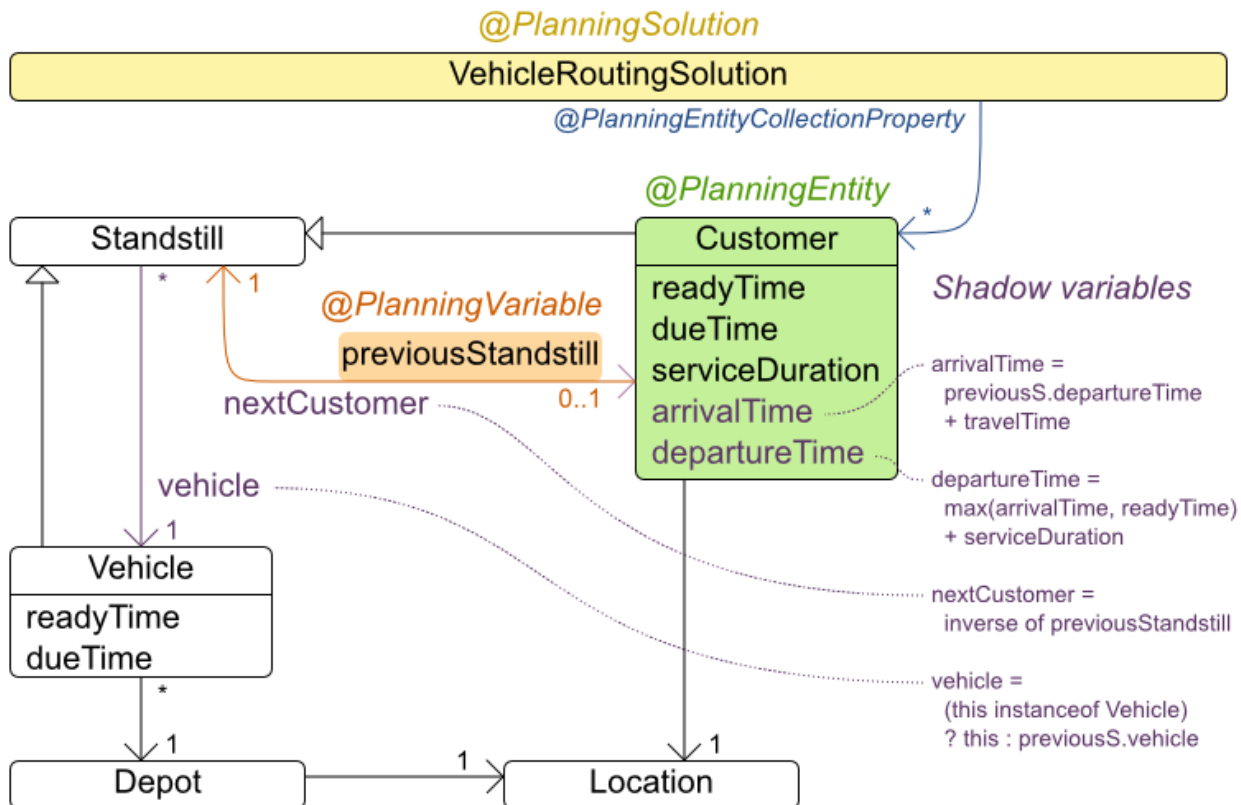 @PlanningSolution
VehicleRoutingSolution
@PlanningEntityCollectionProperty
@PlanningEntity
*
Standstill
Customer
*
1
@PlanningVariable
readyTime
dueTime
serviceDuration
arrivalTime
departureTime
Shadow variables
previousStandstill
0..1
nextCustomer
arrivalTime =
previousS.departureTime
+ travelTime
vehicle
departureTime =
max(arrivalTime, readyTime)
+ serviceDuration
1
Vehicle
readyTime
dueTime
nextCustomer =
inverse of previousStandstill
*
vehicle =
(this instanceof Vehicle)
? this : previousS.vehicle
1
1
1
Depot
Location